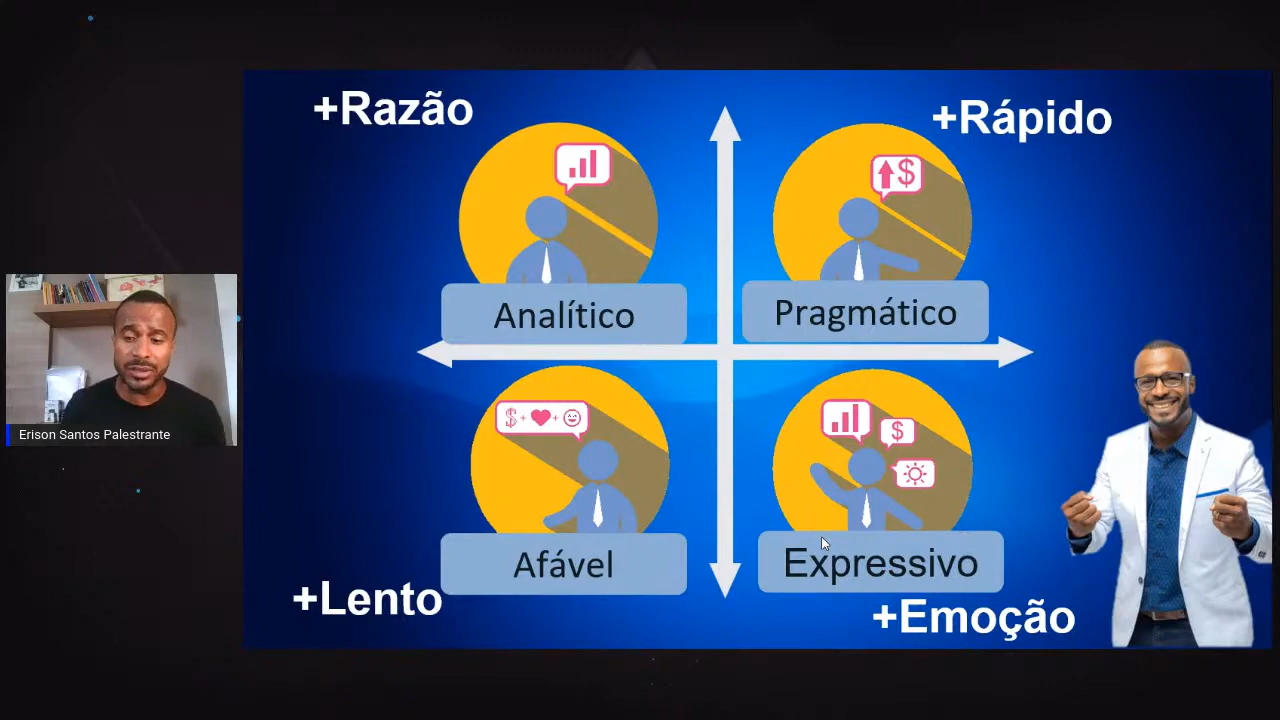 +Razão
+Rápido
$
Analítico
Pragmático
Erison Santos Palestrante
$ + +
$
Afável
Expressivo
+Lento
+Emoção